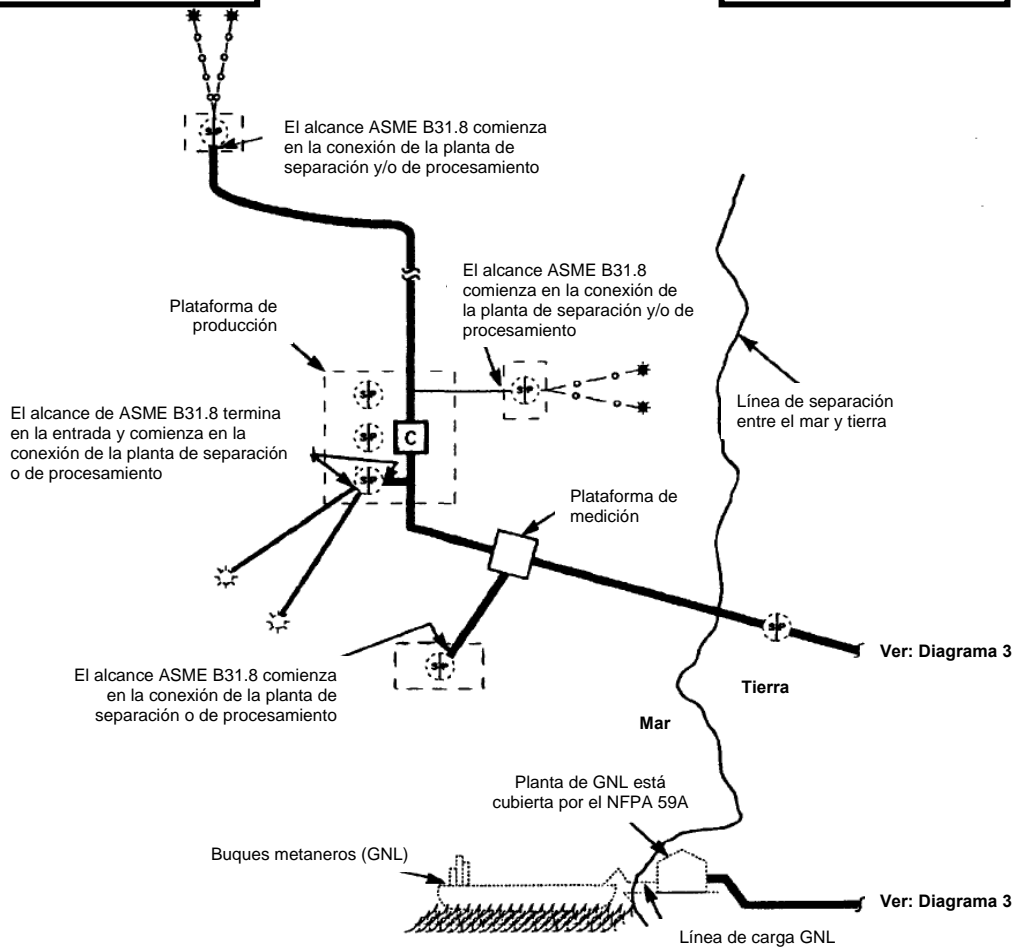 El alcance ASME B31.8 comienza
en la conexión de la planta de
separación y/o de procesamiento
El alcance ASME B31.8
comienza en la conexión de
la planta de separación y/o de
procesamiento
Plataforma de
producción
Línea de separación
entre el mar y tierra
El alcance de ASME B31.8 termina
en la entrada y comienza en la
conexión de la planta de separación
o de procesamiento
C
Plataforma de
medición
El alcance ASME B31.8 comienza
en la conexión de la planta de
separación o de procesamiento
Ver: Diagrama 3
Tierra
Mar
Planta de GNL está
cubierta por el NFPA 59A
Buques metaneros (GNL)
Ver: Diagrama 3
Línea de carga GNL